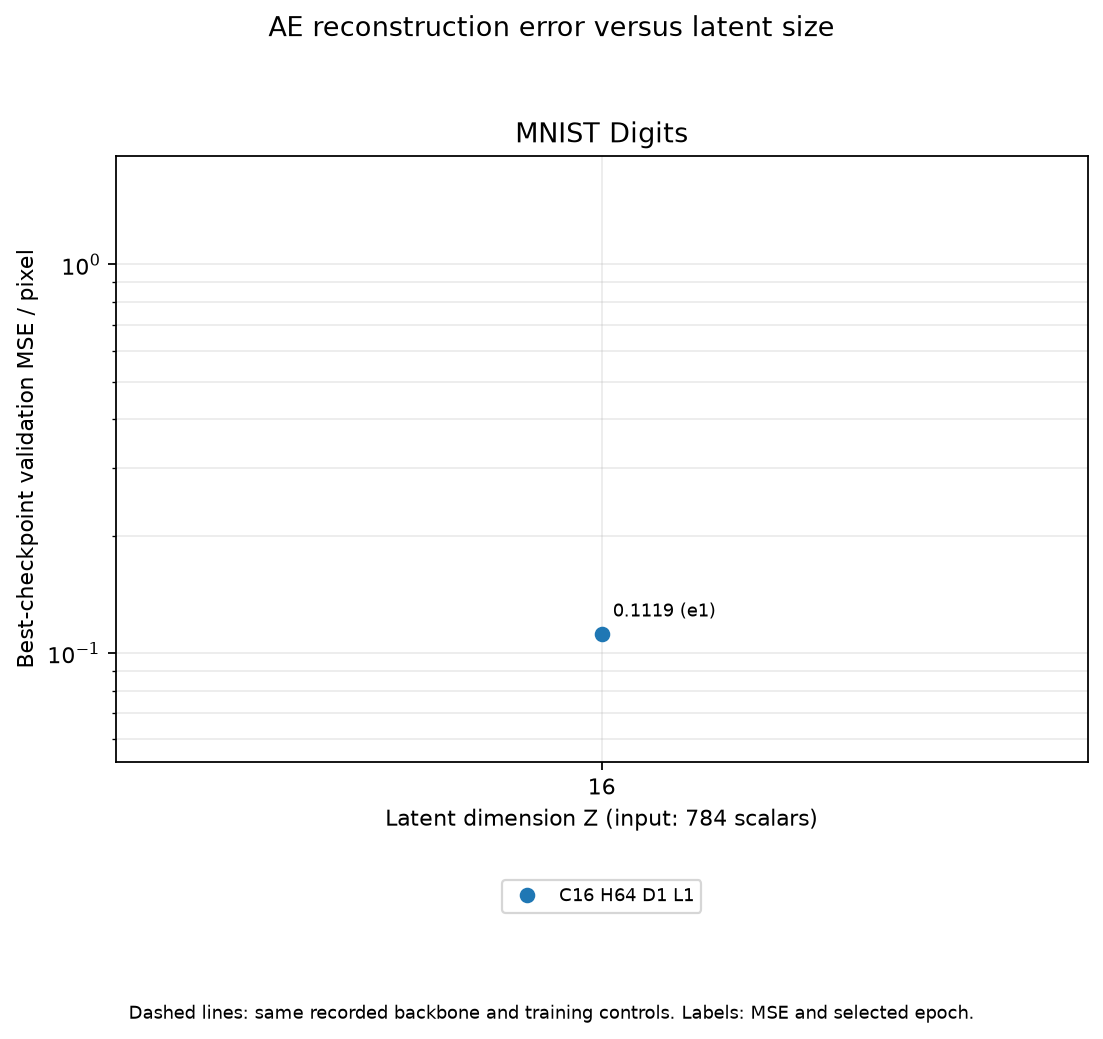 AE reconstruction error versus latent size
MNIST Digits
Best-checkpoint validation MSE / pixel
10⁰
10⁻¹
0.1119 (e1)
16
Latent dimension Z (input: 784 scalars)
C16 H64 D1 L1
Dashed lines: same recorded backbone and training controls. Labels: MSE and selected epoch.